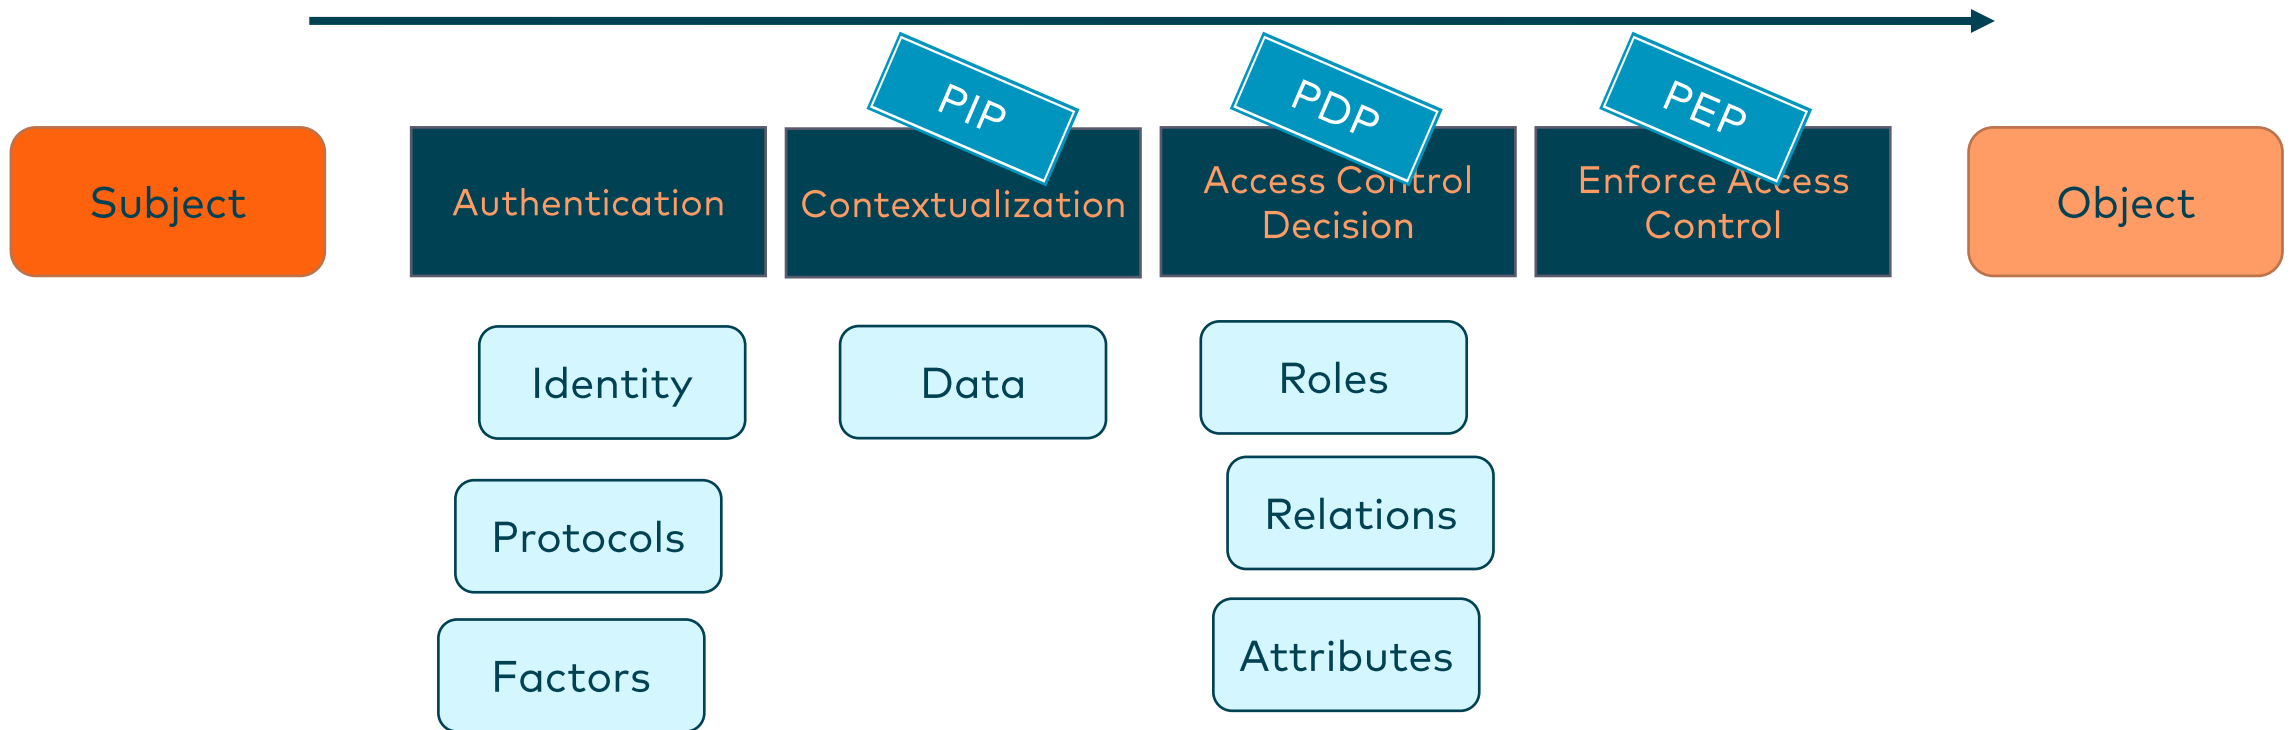 PIP
PDP
PEP
Subject
Authentication
Contextualization
Access Control
Decision
Enforce Access
Control
Object
Identity
Data
Roles
Protocols
Relations
Factors
Attributes